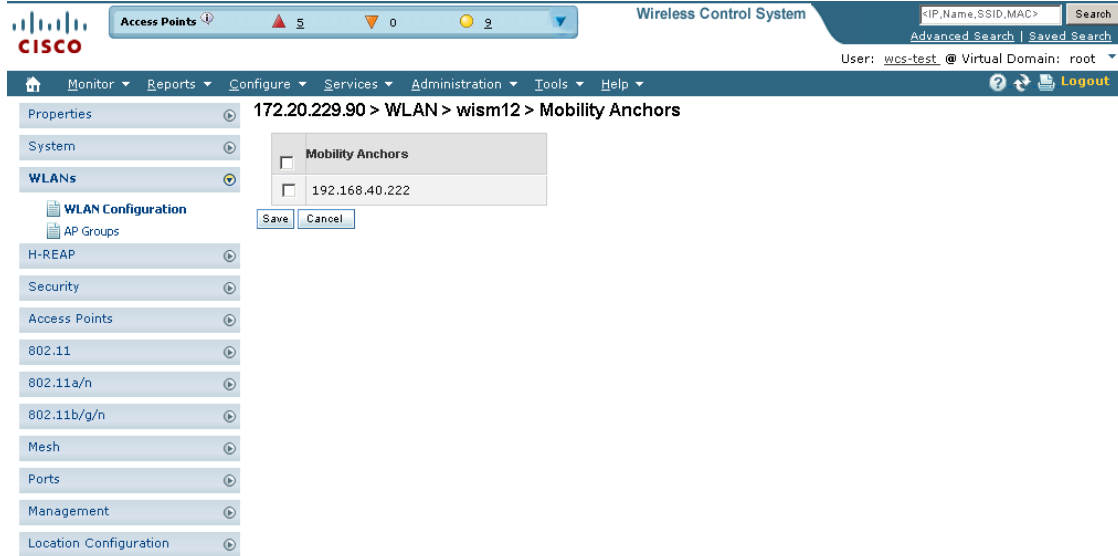 Access Points 5 0 9
Wireless Control System
<IP,Name,SSID,MAC> Search
Advanced Search | Saved Search
CISCO
User: wcs-test @ Virtual Domain: root
Monitor Reports Configure Services Administration Tools Help Logout
Properties
System
WLANs
WLAN Configuration
AP Groups
H-REAP
Security
Access Points
802.11
802.11a/n
802.11b/g/n
Mesh
Ports
Management
Location Configuration
172.20.229.90 > WLAN > wism12 > Mobility Anchors
Mobility Anchors
192.168.40.222
Save Cancel